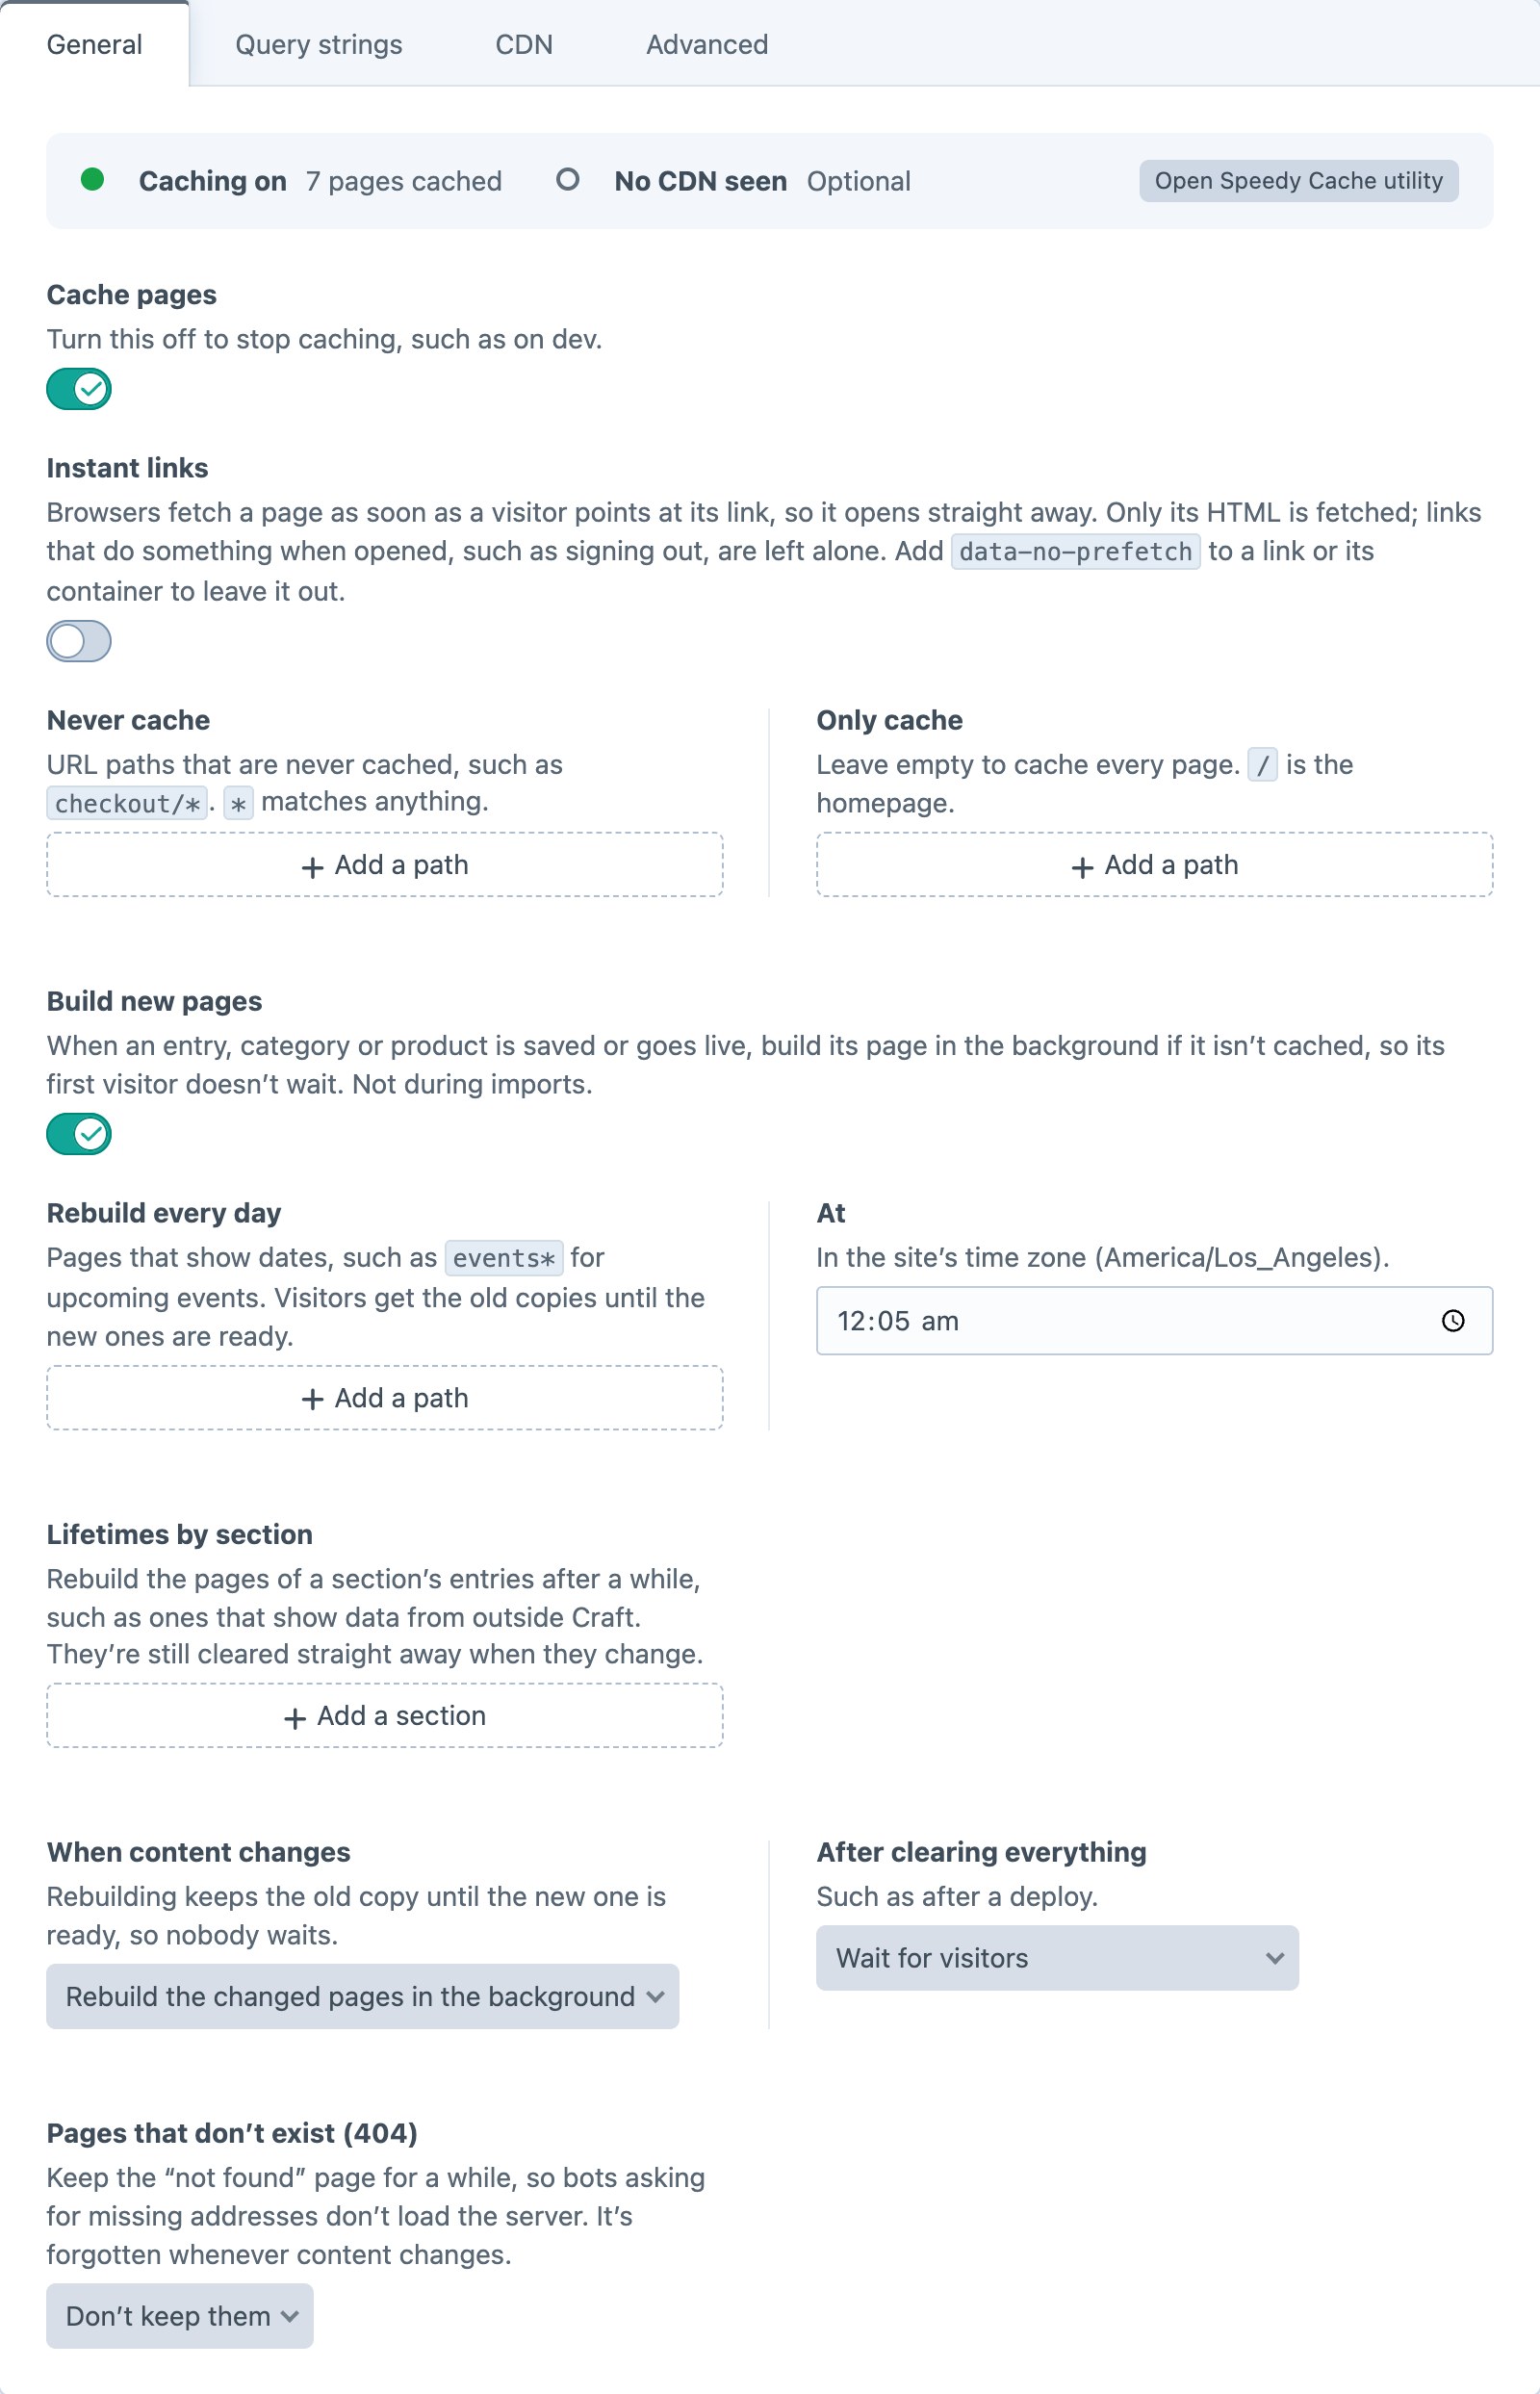 General
Query strings
CDN
Advanced
Caching on 7 pages cached
No CDN seen Optional
Open Speedy Cache utility
Cache pages
Turn this off to stop caching, such as on dev.
Instant links
Browsers fetch a page as soon as a visitor points at its link, so it opens straight away. Only its HTML is fetched; links
that do something when opened, such as signing out, are left alone. Add data-no-prefetch to a link or its
container to leave it out.
Never cache
URL paths that are never cached, such as
checkout/*. * matches anything.
+ Add a path
Only cache
Leave empty to cache every page. / is the
homepage.
+ Add a path
Build new pages
When an entry, category or product is saved or goes live, build its page in the background if it isn’t cached, so its
first visitor doesn’t wait. Not during imports.
Rebuild every day
Pages that show dates, such as events* for
upcoming events. Visitors get the old copies until the
new ones are ready.
+ Add a path
At
In the site’s time zone (America/Los_Angeles).
12:05 am
Lifetimes by section
Rebuild the pages of a section’s entries after a while,
such as ones that show data from outside Craft.
They’re still cleared straight away when they change.
+ Add a section
When content changes
Rebuilding keeps the old copy until the new one is
ready, so nobody waits.
Rebuild the changed pages in the background
After clearing everything
Such as after a deploy.
Wait for visitors
Pages that don’t exist (404)
Keep the “not found” page for a while, so bots asking
for missing addresses don’t load the server. It’s
forgotten whenever content changes.
Don’t keep them